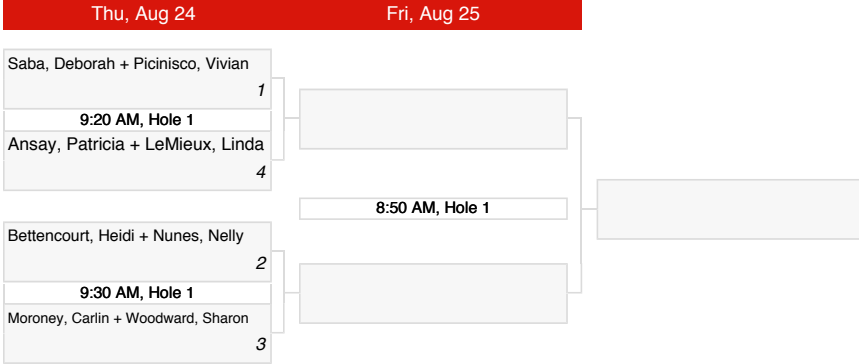 Thu, Aug 24
Fri, Aug 25
Saba, Deborah + Picinisco, Vivian
1
9:20 AM, Hole 1
Ansay, Patricia + LeMieux, Linda
4
8:50 AM, Hole 1
Bettencourt, Heidi + Nunes, Nelly
2
9:30 AM, Hole 1
Moroney, Carlin + Woodward, Sharon
3